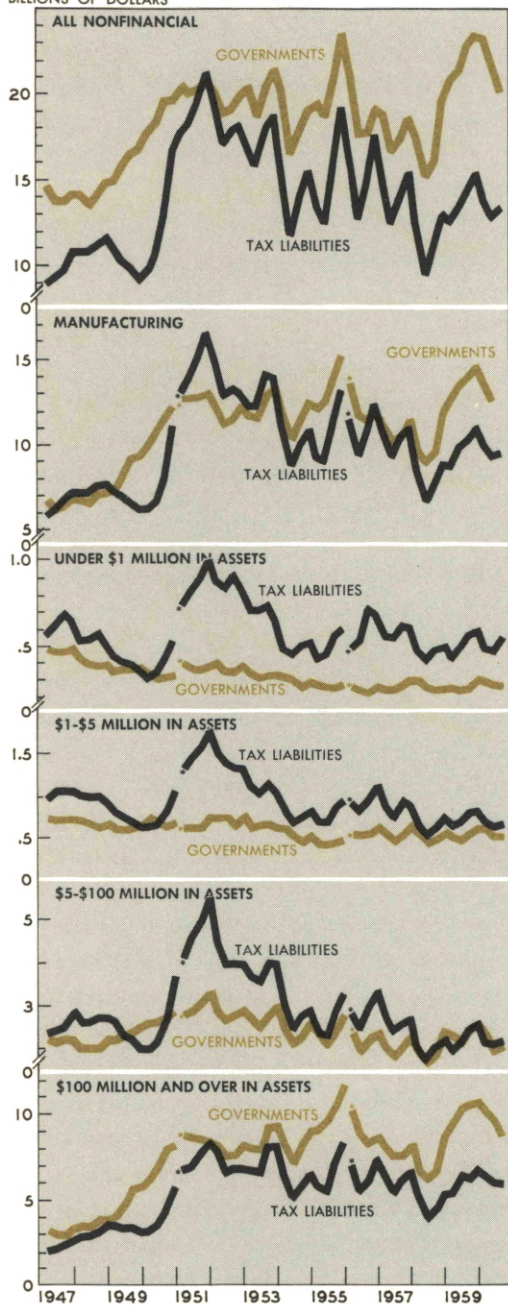 BILLIONS OF DOLLARS
ALL NONFINANCIAL
GOVERNMENTS
20
15
TAX LIABILITIES
10
0
MANUFACTURING
GOVERNMENTS
15
10
TAX LIABILITIES
5
0
UNDER $1 MILLION IN ASSETS
1.0
TAX LIABILITIES
.5
GOVERNMENTS
0
$1-$5 MILLION IN ASSETS
TAX LIABILITIES
1.5
.5
GOVERNMENTS
0
$5-$100 MILLION IN ASSETS
5
TAX LIABILITIES
3
GOVERNMENTS
0
$100 MILLION AND OVER IN ASSETS
GOVERNMENTS
10
5
TAX LIABILITIES
0
1947 1949 1951 1953 1955 1957 1959